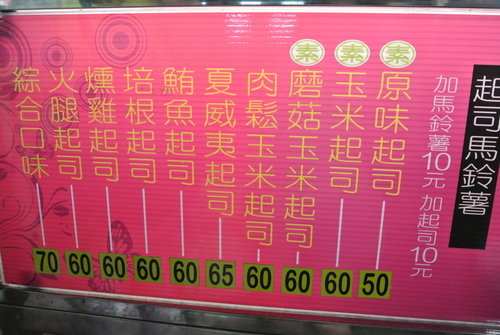 起司馬鈴薯
加馬鈴薯10元 加起司10元
素 原味起司 50
素 玉米起司 60
素 磨菇玉米起司 60
肉鬆玉米起司 60
夏威夷起司 65
鮪魚起司 60
培根起司 60
燻雞起司 60
火腿起司 60
綜合口味 70